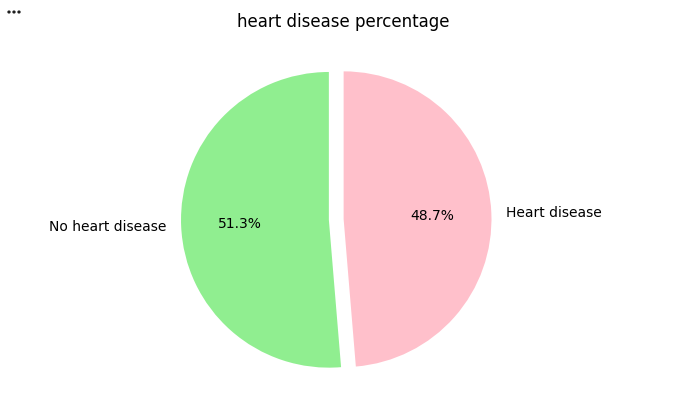 heart disease percentage
51.3%
48.7%
Heart disease
No heart disease